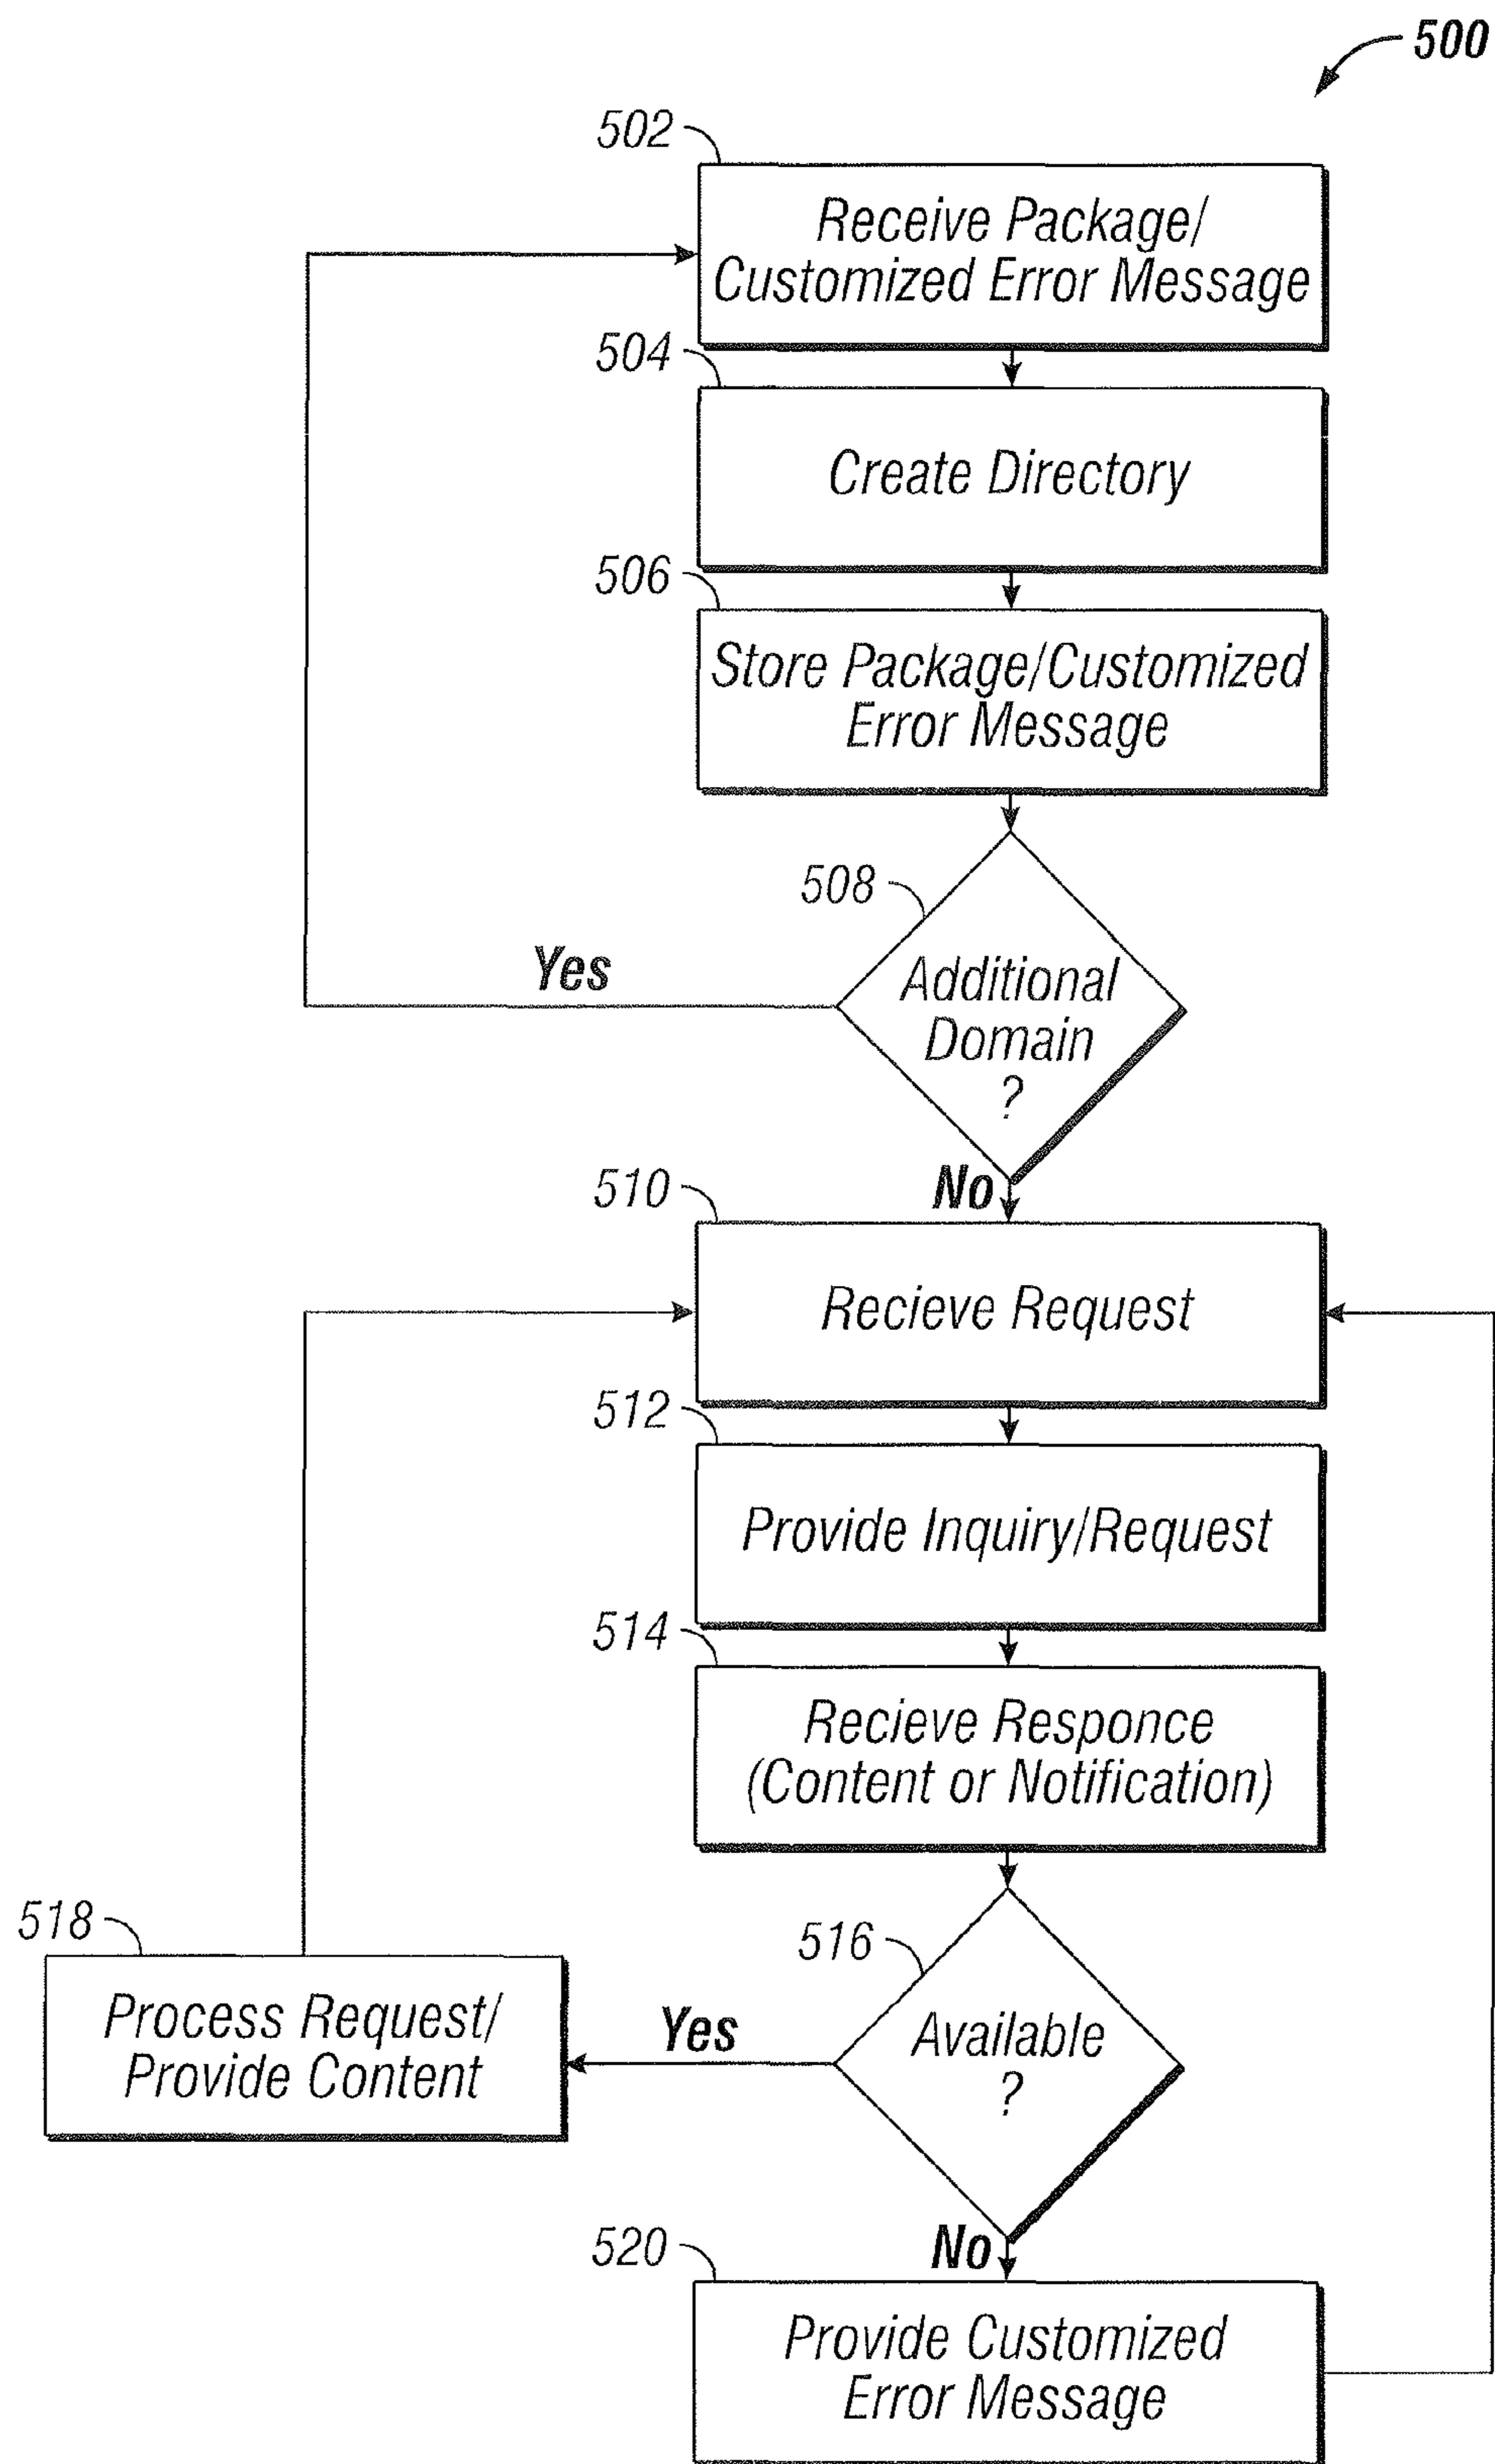 500
502
Receive Package/
Customized Error Message
504
Create Directory
506
Store Package/Customized
Error Message
508
Additional
Domain
?
Yes
No
510
Recieve Request
512
Provide Inquiry/Request
514
Recieve Responce
(Content or Notification)
516
Available
?
Yes
518
Process Request/
Provide Content
No
520
Provide Customized
Error Message